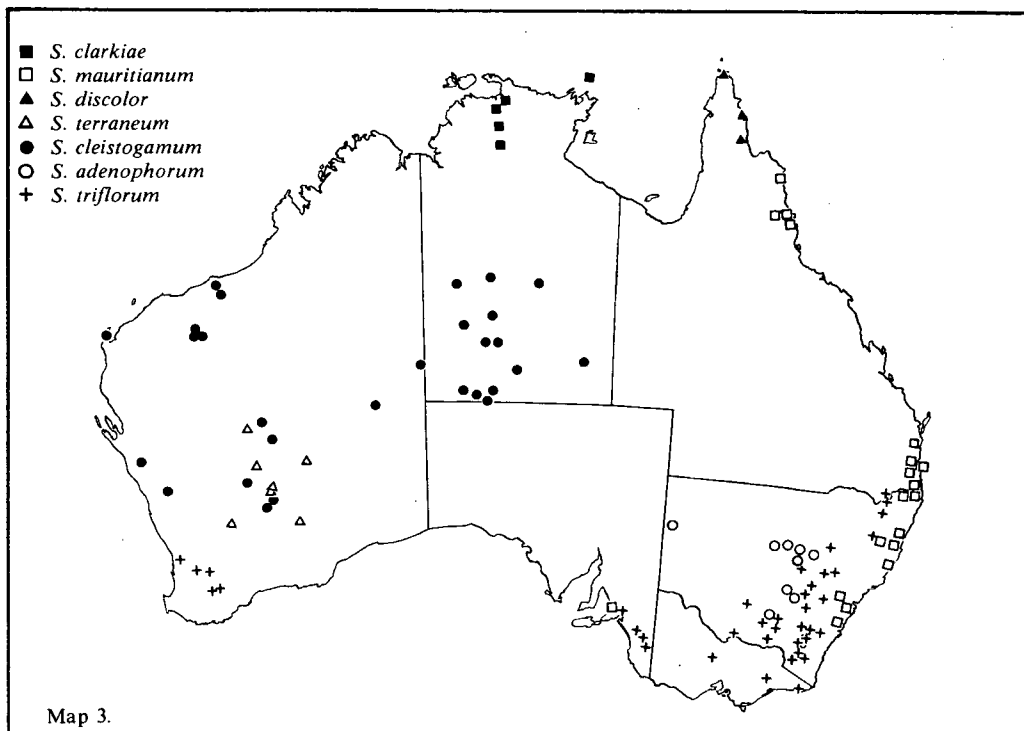 S. clarkiae
S. mauritianum
S. discolor
S. terraneum
S. cleistogamum
S. adenophorum
S. triflorum
Map 3.